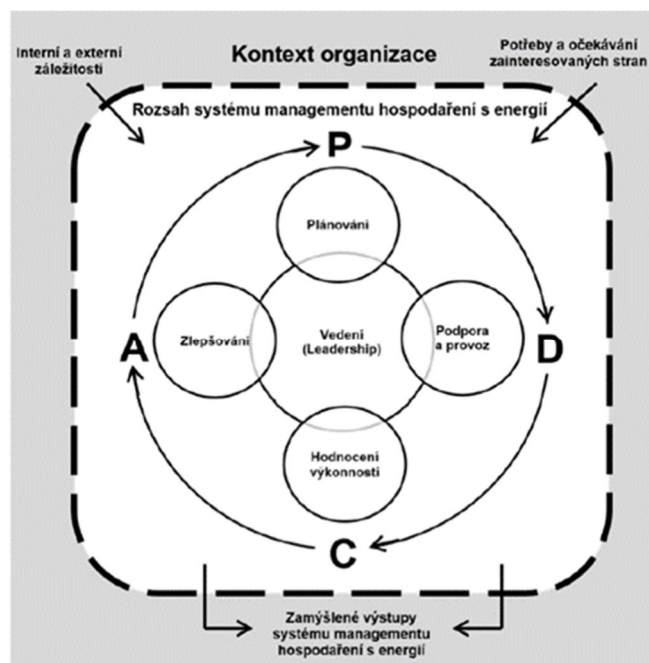 Interní a externí
záležitosti
Kontext organizace
Potřeby a očekávání
zainteresovaných stran
Rozsah systému managementu hospodaření s energií
P
Plánování
A
Zlepšování
Vedení
(Leadership)
Podpora
a provoz
D
Hodnocení
výkonnosti
C
Zamýšlené výstupy
systému managementu
hospodaření s energií